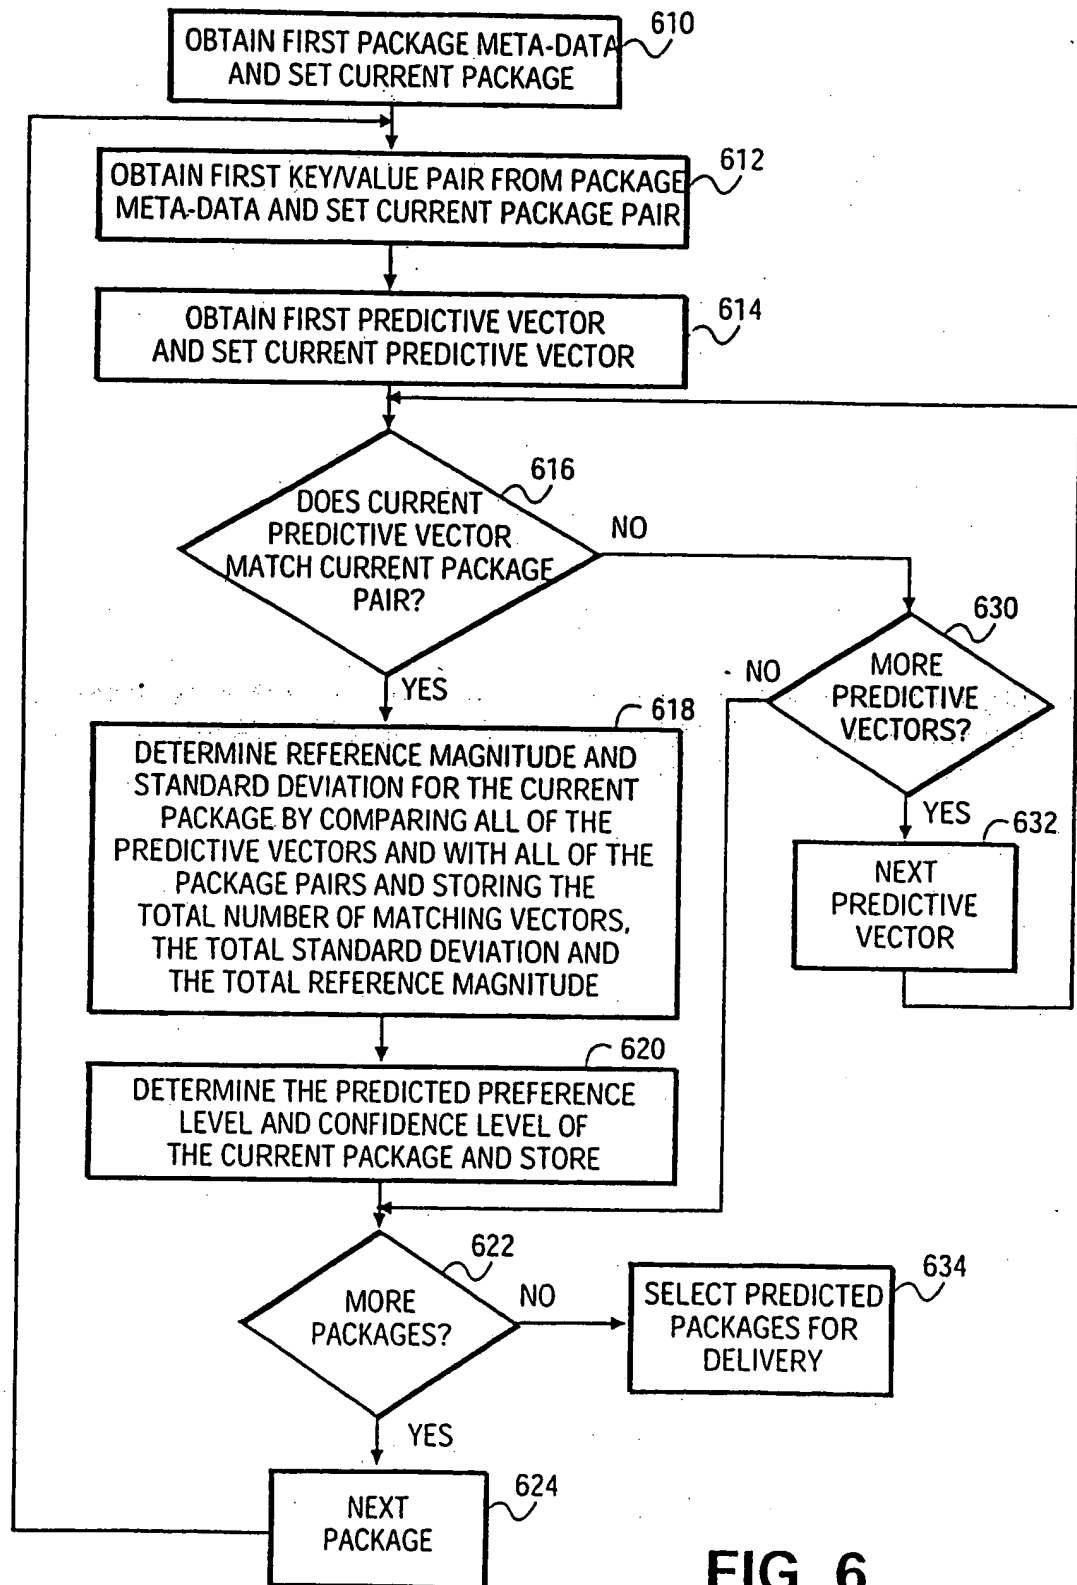 OBTAIN FIRST PACKAGE META-DATA
AND SET CURRENT PACKAGE
610
OBTAIN FIRST KEY/VALUE PAIR FROM PACKAGE
META-DATA AND SET CURRENT PACKAGE PAIR
612
OBTAIN FIRST PREDICTIVE VECTOR
AND SET CURRENT PREDICTIVE VECTOR
614
DOES CURRENT
PREDICTIVE VECTOR
MATCH CURRENT PACKAGE
PAIR?
616
NO
YES
MORE
PREDICTIVE
VECTORS?
630
NO
YES
NEXT
PREDICTIVE
VECTOR
632
DETERMINE REFERENCE MAGNITUDE AND
STANDARD DEVIATION FOR THE CURRENT
PACKAGE BY COMPARING ALL OF THE
PREDICTIVE VECTORS AND WITH ALL OF THE
PACKAGE PAIRS AND STORING THE
TOTAL NUMBER OF MATCHING VECTORS,
THE TOTAL STANDARD DEVIATION AND
THE TOTAL REFERENCE MAGNITUDE
618
DETERMINE THE PREDICTED PREFERENCE
LEVEL AND CONFIDENCE LEVEL OF
THE CURRENT PACKAGE AND STORE
620
MORE
PACKAGES?
622
NO
YES
SELECT PREDICTED
PACKAGES FOR
DELIVERY
634
NEXT
PACKAGE
624
FIG. 6